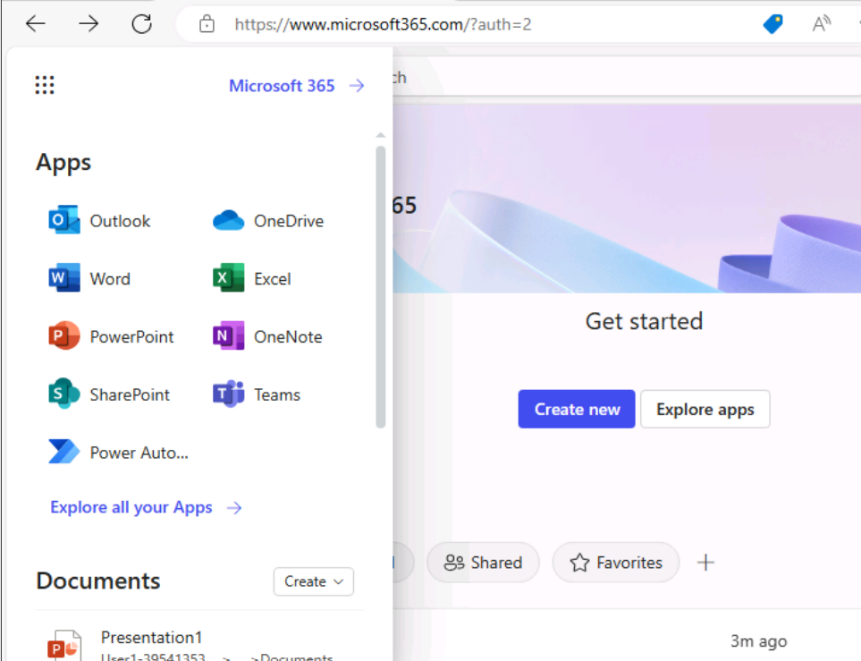 https://www.microsoft365.com/?auth=2
Microsoft 365
ch
Apps
65
Outlook
OneDrive
Word
Excel
Get started
PowerPoint
OneNote
SharePoint
Teams
Create new
Explore apps
Power Auto...
Explore all your Apps
Shared
Favorites
Documents
Create
Presentation1
User1-39541353 > ... >Documents
3m ago